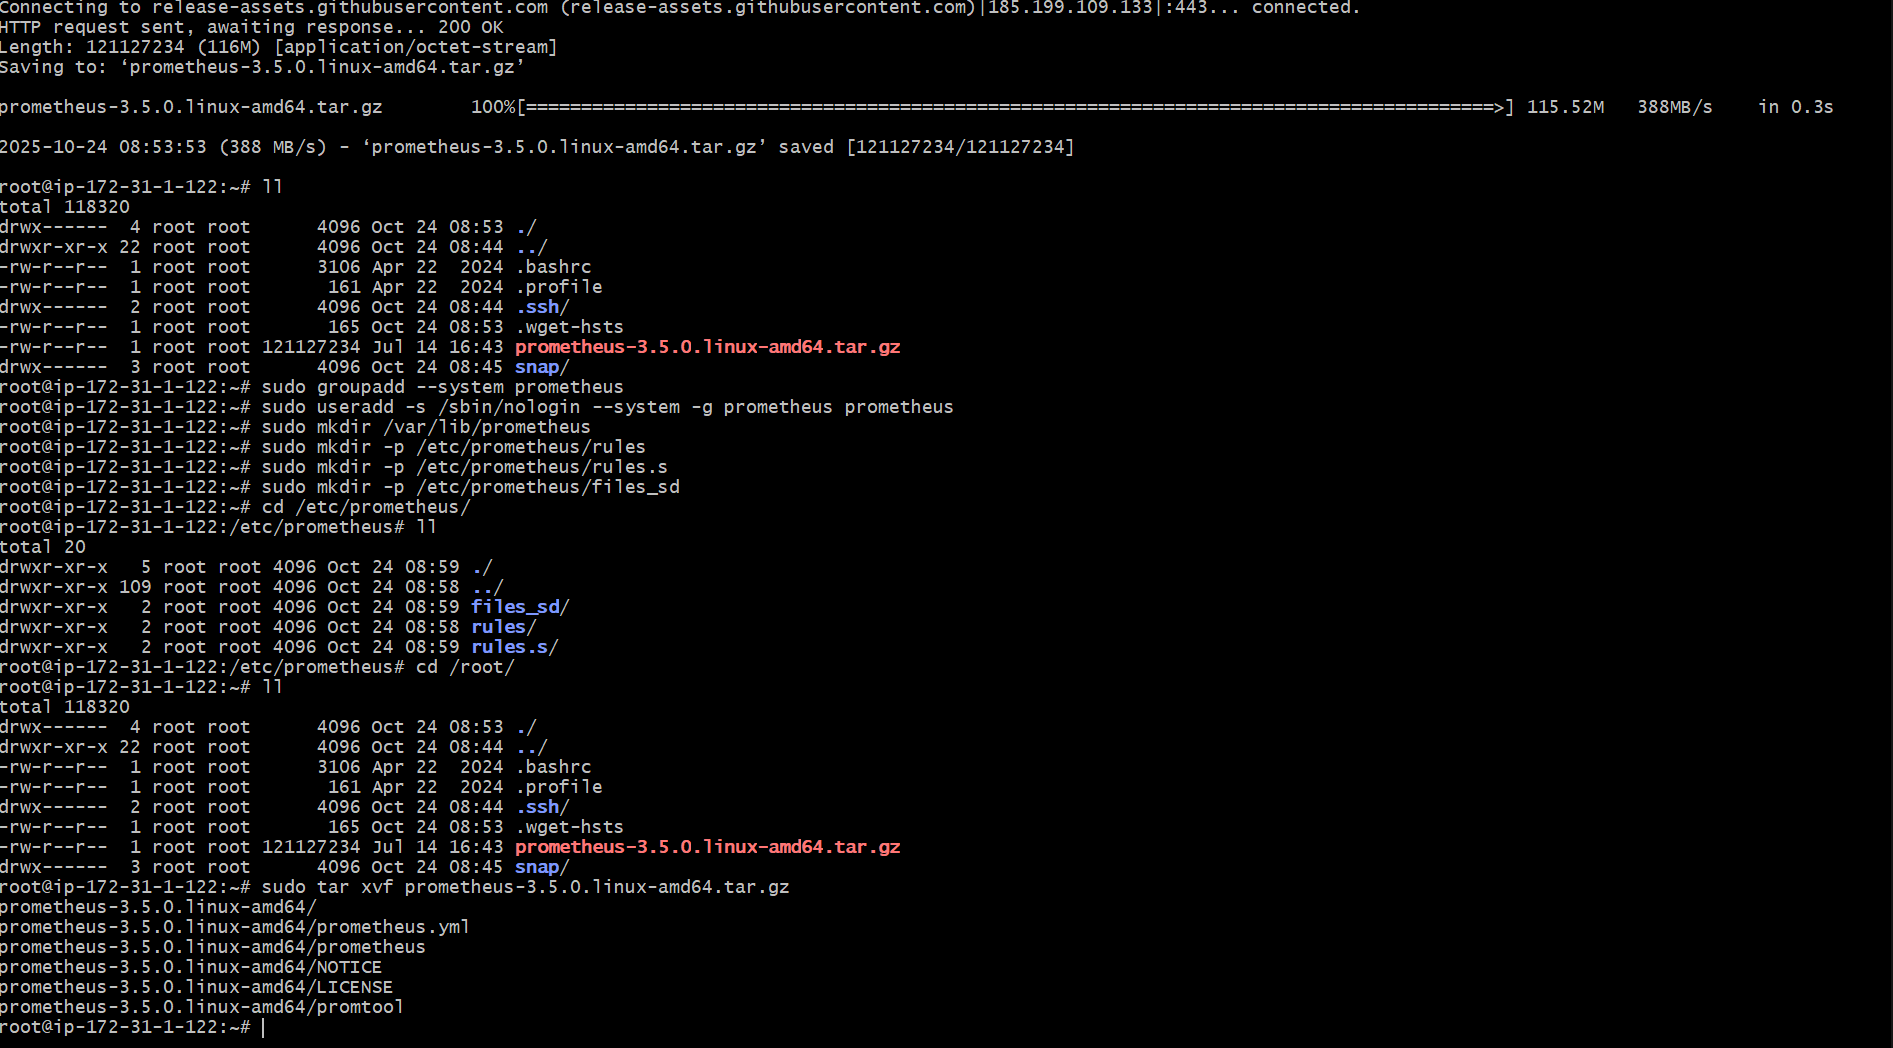 Connecting to release-assets.githubusercontent.com (release-assets.githubusercontent.com)|185.199.109.133|:443... connected.
HTTP request sent, awaiting response... 200 OK
Length: 121127234 (116M) [application/octet-stream]
Saving to: ‘prometheus-3.5.0.linux-amd64.tar.gz’
prometheus-3.5.0.linux-amd64.tar.gz        100%[========================================================================================>] 115.52M   388MB/s    in 0.3s
2025-10-24 08:53:53 (388 MB/s) - ‘prometheus-3.5.0.linux-amd64.tar.gz’ saved [121127234/121127234]
root@ip-172-31-1-122:~# ll
total 118320
drwx------  4 root root      4096 Oct 24 08:53 ./
drwxr-xr-x 22 root root      4096 Oct 24 08:44 ../
-rw-r--r--  1 root root      3106 Apr 22  2024 .bashrc
-rw-r--r--  1 root root       161 Apr 22  2024 .profile
drwx------  2 root root      4096 Oct 24 08:44 .ssh/
-rw-r--r--  1 root root       165 Oct 24 08:53 .wget-hsts
-rw-r--r--  1 root root 121127234 Jul 14 16:43 prometheus-3.5.0.linux-amd64.tar.gz
drwx------  3 root root      4096 Oct 24 08:45 snap/
root@ip-172-31-1-122:~# sudo groupadd --system prometheus
root@ip-172-31-1-122:~# sudo useradd -s /sbin/nologin --system -g prometheus prometheus
root@ip-172-31-1-122:~# sudo mkdir /var/lib/prometheus
root@ip-172-31-1-122:~# sudo mkdir -p /etc/prometheus/rules
root@ip-172-31-1-122:~# sudo mkdir -p /etc/prometheus/rules.s
root@ip-172-31-1-122:~# sudo mkdir -p /etc/prometheus/files_sd
root@ip-172-31-1-122:~# cd /etc/prometheus/
root@ip-172-31-1-122:/etc/prometheus# ll
total 20
drwxr-xr-x   5 root root 4096 Oct 24 08:59 ./
drwxr-xr-x 109 root root 4096 Oct 24 08:58 ../
drwxr-xr-x   2 root root 4096 Oct 24 08:59 files_sd/
drwxr-xr-x   2 root root 4096 Oct 24 08:58 rules/
drwxr-xr-x   2 root root 4096 Oct 24 08:59 rules.s/
root@ip-172-31-1-122:/etc/prometheus# cd /root/
root@ip-172-31-1-122:~# ll
total 118320
drwx------  4 root root      4096 Oct 24 08:53 ./
drwxr-xr-x 22 root root      4096 Oct 24 08:44 ../
-rw-r--r--  1 root root      3106 Apr 22  2024 .bashrc
-rw-r--r--  1 root root       161 Apr 22  2024 .profile
drwx------  2 root root      4096 Oct 24 08:44 .ssh/
-rw-r--r--  1 root root       165 Oct 24 08:53 .wget-hsts
-rw-r--r--  1 root root 121127234 Jul 14 16:43 prometheus-3.5.0.linux-amd64.tar.gz
drwx------  3 root root      4096 Oct 24 08:45 snap/
root@ip-172-31-1-122:~# sudo tar xvf prometheus-3.5.0.linux-amd64.tar.gz
prometheus-3.5.0.linux-amd64/
prometheus-3.5.0.linux-amd64/prometheus.yml
prometheus-3.5.0.linux-amd64/prometheus
prometheus-3.5.0.linux-amd64/NOTICE
prometheus-3.5.0.linux-amd64/LICENSE
prometheus-3.5.0.linux-amd64/promtool
root@ip-172-31-1-122:~#